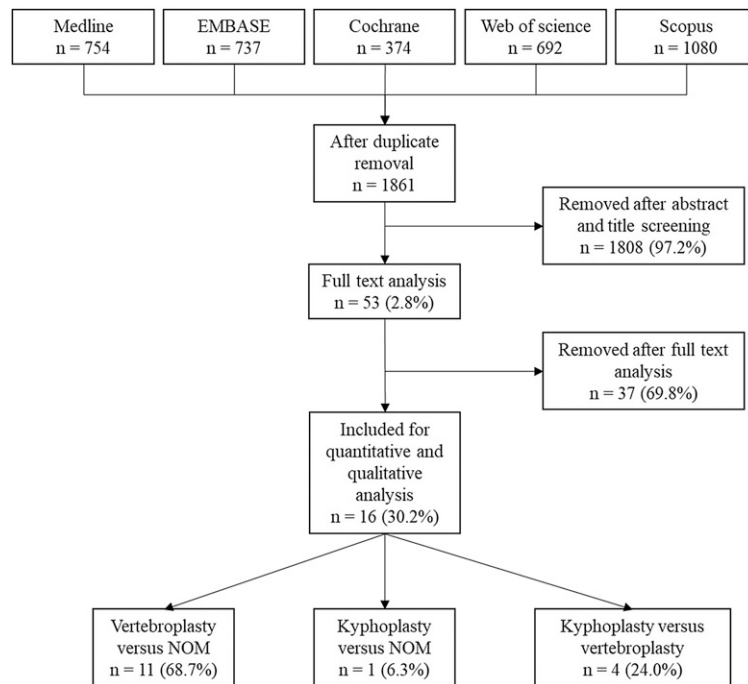 Medline
n = 754
EMBASE
n = 737
Cochrane
n = 374
Web of science
n = 692
Scopus
n = 1080
After duplicate
removal
n = 1861
Removed after abstract
and title screening
n = 1808 (97.2%)
Full text analysis
n = 53 (2.8%)
Removed after full text
analysis
n = 37 (69.8%)
Included for
quantitative and
qualitative
analysis
n = 16 (30.2%)
Vertebroplasty
versus NOM
n = 11 (68.7%)
Kyphoplasty
versus NOM
n = 1 (6.3%)
Kyphoplasty versus
vertebroplasty
n = 4 (24.0%)